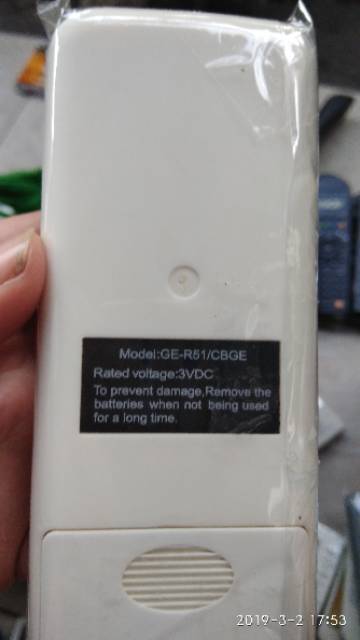 Model:GE-R51/CBGE
Rated voltage:3VDC
To prevent damage,Remove the
batteries when not being used
for a long time.
2019-3-2 17:53